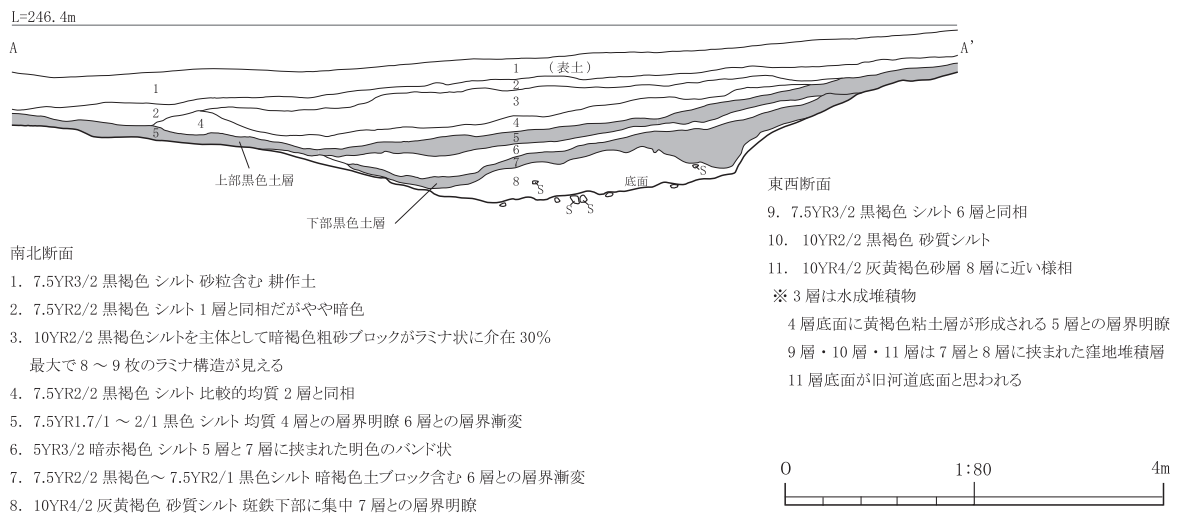 L=246.4m
A
A'
1
1 (表土)
2
3
2
4
4
5
5
6
7
8
S
S
S S
底面
上部黒色土層
下部黒色土層
南北断面
1. 7.5YR3/2 黒褐色 シルト 砂粒含む 耕作土
2. 7.5YR2/2 黒褐色 シルト 1 層と同相だがやや暗色
3. 10YR2/2 黒褐色シルトを主体として暗褐色粗砂ブロックがラミナ状に介在 30%
最大で 8 ～ 9 枚のラミナ構造が見える
4. 7.5YR2/2 黒褐色 シルト 比較的均質 2 層と同相
5. 7.5YR1.7/1 ～ 2/1 黒色 シルト 均質 4 層との層界明瞭 6 層との層界漸変
6. 5YR3/2 暗赤褐色 シルト 5 層と 7 層に挟まれた明色のバンド状
7. 7.5YR2/2 黒褐色～ 7.5YR2/1 黒色シルト 暗褐色土ブロック含む 6 層との層界漸変
8. 10YR4/2 灰黄褐色 砂質シルト 斑鉄下部に集中 7 層との層界明瞭
東西断面
9. 7.5YR3/2 黒褐色 シルト 6 層と同相
10. 10YR2/2 黒褐色 砂質シルト
11. 10YR4/2 灰黄褐色砂層 8 層に近い様相
※ 3 層は水成堆積物
4 層底面に黄褐色粘土層が形成される 5 層との層界明瞭
9 層・10 層・11 層は 7 層と 8 層に挟まれた窪地堆積層
11 層底面が旧河道底面と思われる
0 1:80 4m